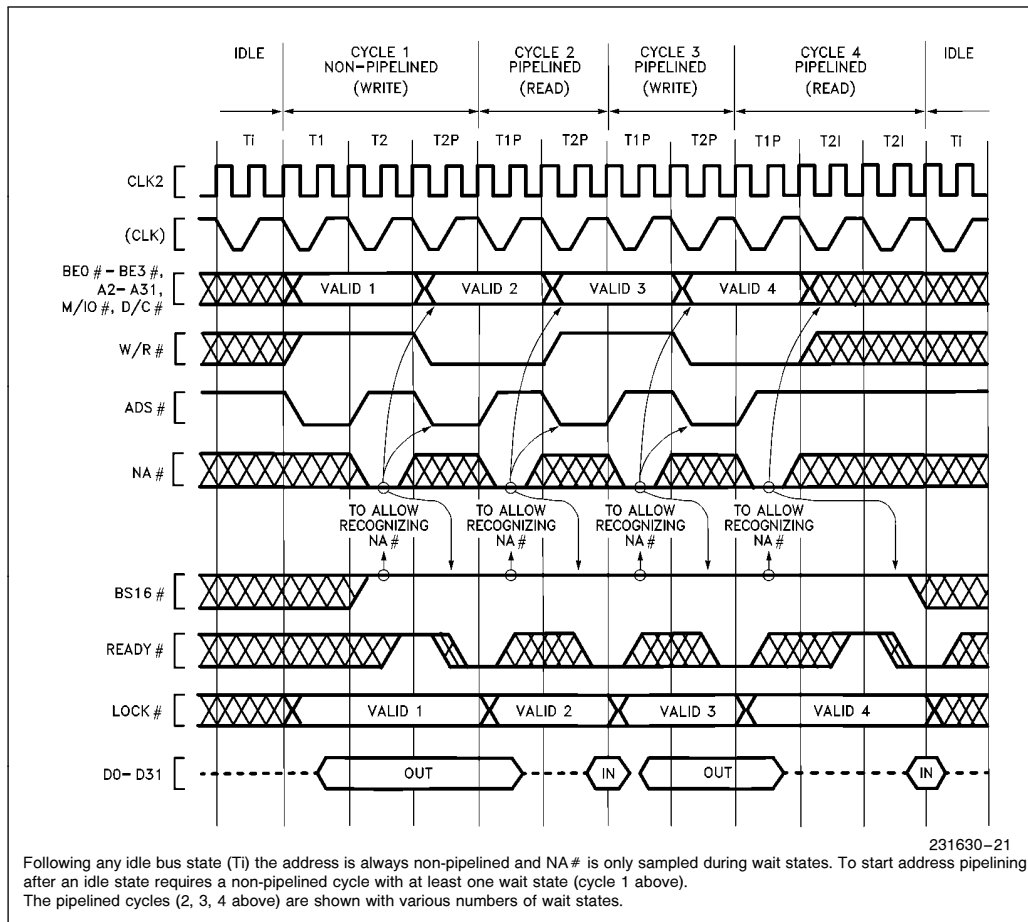 IDLE
CYCLE 1
NON-PIPELINED
(WRITE)
CYCLE 2
PIPELINED
(READ)
CYCLE 3
PIPELINED
(WRITE)
CYCLE 4
PIPELINED
(READ)
IDLE
Ti T1 T2 T2P T1P T2P T1P T2P T1P T2I T2I Ti
CLK2
(CLK)
BE0#-BE3#,
A2-A31,
M/IO#, D/C#
VALID 1 VALID 2 VALID 3 VALID 4
W/R#
ADS#
NA#
TO ALLOW
RECOGNIZING
NA#
TO ALLOW
RECOGNIZING
NA#
TO ALLOW
RECOGNIZING
NA#
TO ALLOW
RECOGNIZING
NA#
BS16#
READY#
LOCK#
VALID 1 VALID 2 VALID 3 VALID 4
D0-D31
OUT IN OUT IN
231630-21
Following any idle bus state (Ti) the address is always non-pipelined and NA# is only sampled during wait states. To start address pipelining
after an idle state requires a non-pipelined cycle with at least one wait state (cycle 1 above).
The pipelined cycles (2, 3, 4 above) are shown with various numbers of wait states.